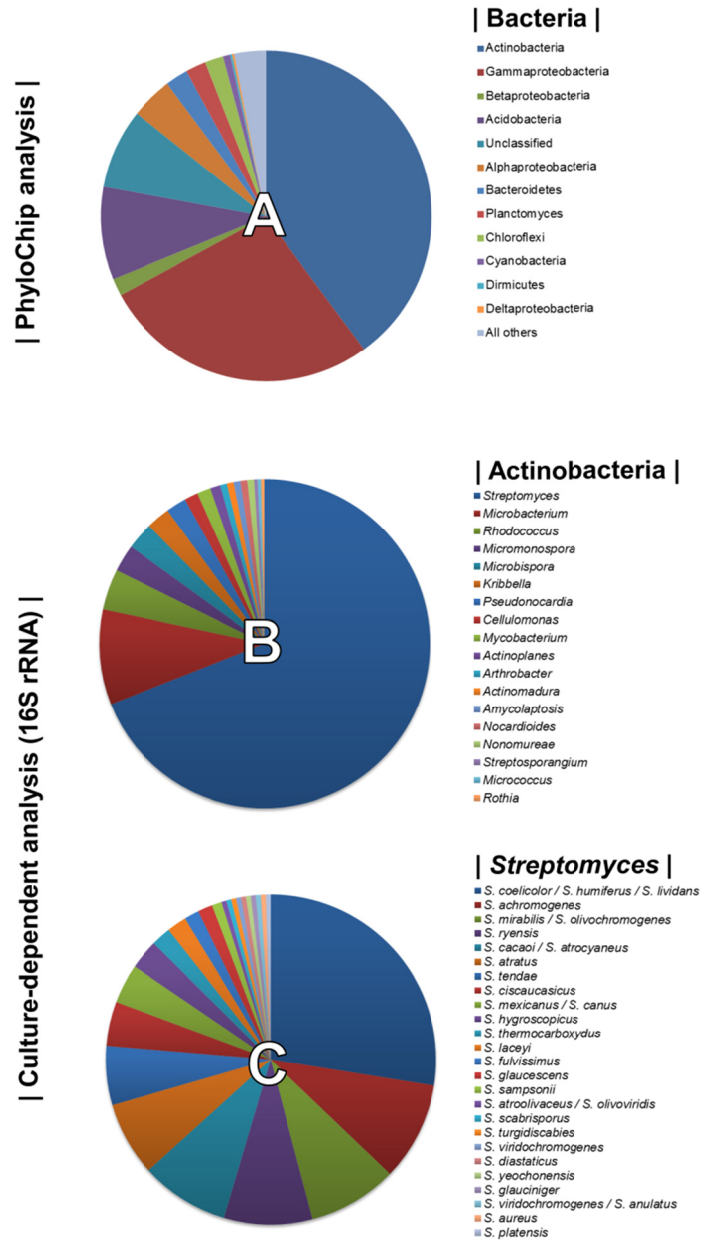 | PhyloChip analysis |
A
| Bacteria |
Actinobacteria
Gammaproteobacteria
Betaproteobacteria
Acidobacteria
Unclassified
Alphaproteobacteria
Bacteroidetes
Planctomyces
Chloroflexi
Cyanobacteria
Dirmicutes
Deltaproteobacteria
All others
| Culture-dependent analysis (16S rRNA) |
B
| Actinobacteria |
Streptomyces
Microbacterium
Rhodococcus
Micromonospora
Microbispora
Kribbella
Pseudonocardia
Cellulomonas
Mycobacterium
Actinoplanes
Arthrobacter
Actinomadura
Amycolaptosis
Nocardioides
Nonomureae
Streptosporangium
Micrococcus
Rothia
C
| Streptomyces |
S. coelicolor / S. humiferus / S. lividans
S. achromogenes
S. mirabilis / S. olivochromogenes
S. ryensis
S. cacaoi / S. atrocyaneus
S. atratus
S. tendae
S. ciscaucasicus
S. mexicanus / S. canus
S. hygroscopicus
S. thermocarboxydus
S. laceyi
S. fulvissimus
S. glaucescens
S. sampsonii
S. atroolivaceus / S. olivoviridis
S. scabrisporus
S. turgidiscabies
S. viridochromogenes
S. diastaticus
S. yeochonensis
S. glauciniger
S. viridochromogenes / S. anulatus
S. aureus
S. platensis